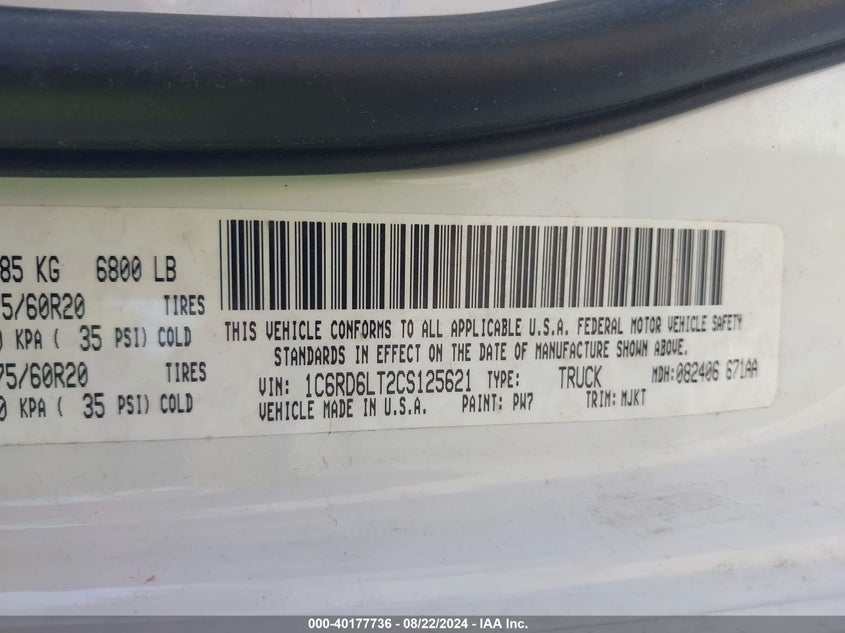 85 KG 6800 LB
5/60R20 TIRES
KPA ( 35 PSI) COLD
75/60R20 TIRES
0 KPA ( 35 PSI) COLD
THIS VEHICLE CONFORMS TO ALL APPLICABLE U.S.A. FEDERAL MOTOR VEHICLE SAFETY
STANDARDS IN EFFECT ON THE DATE OF MANUFACTURE SHOWN ABOVE.
VIN: 1C6RD6LT2CS125621 TYPE: TRUCK MDH: 082406 671AA
VEHICLE MADE IN U.S.A. PAINT: PW7 TRIM: MJKT
000-40177736 - 08/22/2024 - IAA Inc.